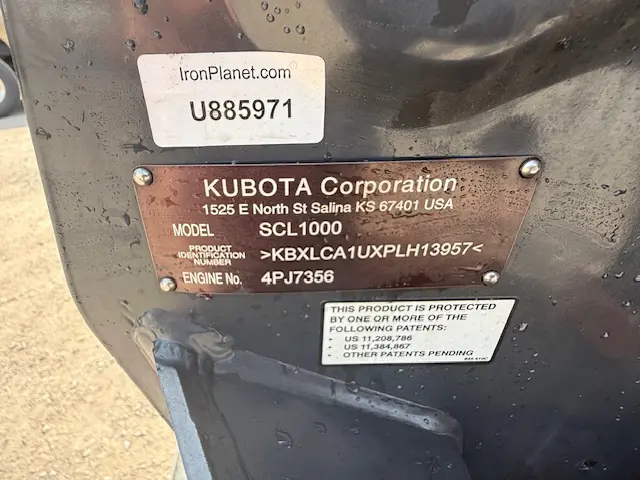 IronPlanet.com
U885971
KUBOTA Corporation
1525 E North St Salina KS 67401 USA
MODEL SCL1000
PRODUCT IDENTIFICATION NUMBER >KBXLCA1UXPLH13957<
ENGINE No. 4PJ7356
THIS PRODUCT IS PROTECTED
BY ONE OR MORE OF THE
FOLLOWING PATENTS:
• US 11,208,786
• US 11,384,867
• OTHER PATENTS PENDING